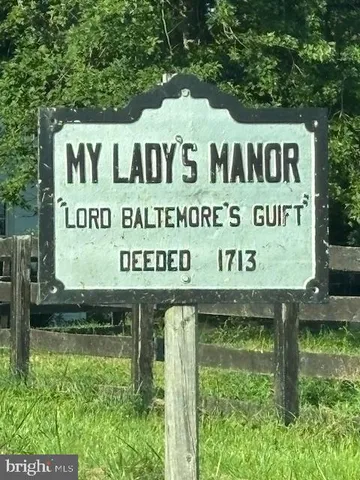 MY LADY'S MANOR
"LORD BALTEMORE'S GUIFT"
DEEDED 1713
bright MLS